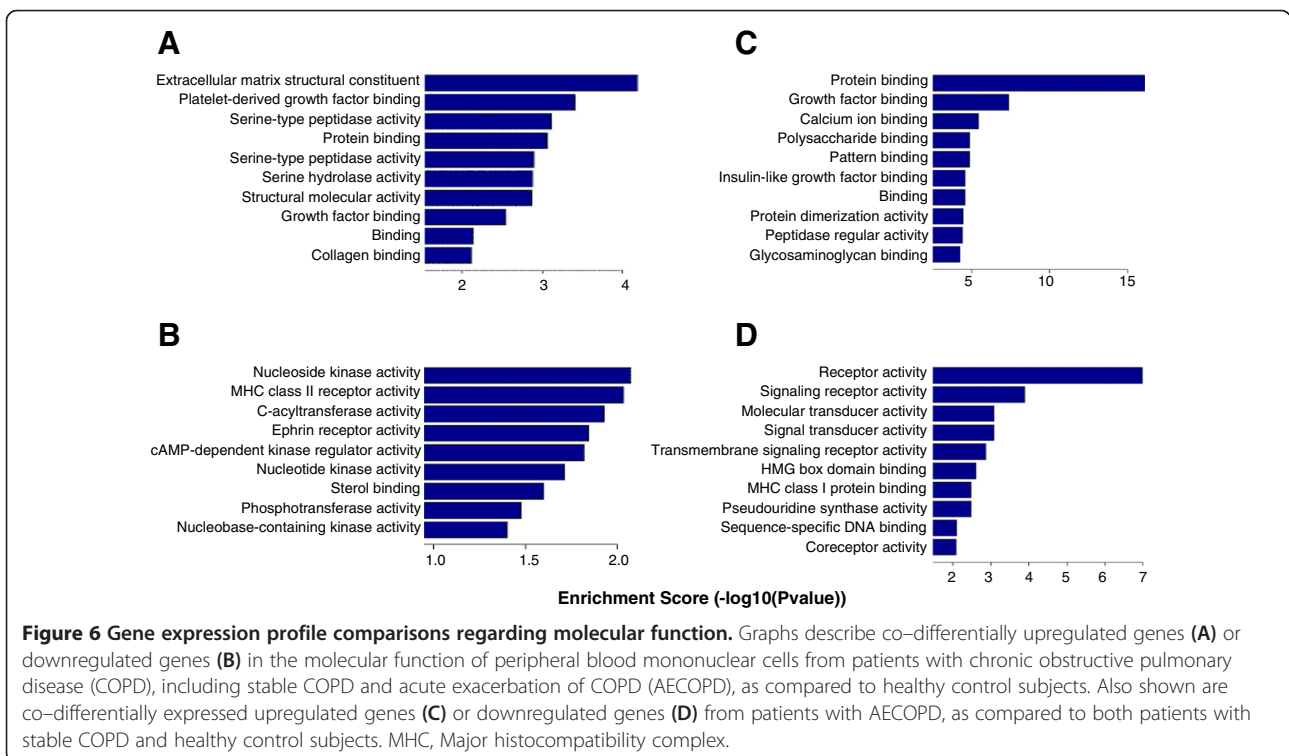 A
Extracellular matrix structural constituent
Platelet-derived growth factor binding
Serine-type peptidase activity
Protein binding
Serine-type peptidase activity
Serine hydrolase activity
Structural molecular activity
Growth factor binding
Binding
Collagen binding
2 3 4
C
Protein binding
Growth factor binding
Calcium ion binding
Polysaccharide binding
Pattern binding
Insulin-like growth factor binding
Binding
Protein dimerization activity
Peptidase regular activity
Glycosaminoglycan binding
5 10 15
B
Nucleoside kinase activity
MHC class II receptor activity
C-acyltransferase activity
Ephrin receptor activity
cAMP-dependent kinase regulator activity
Nucleotide kinase activity
Sterol binding
Phosphotransferase activity
Nucleobase-containing kinase activity
1.0 1.5 2.0
D
Receptor activity
Signaling receptor activity
Molecular transducer activity
Signal transducer activity
Transmembrane signaling receptor activity
HMG box domain binding
MHC class I protein binding
Pseudouridine synthase activity
Sequence-specific DNA binding
Coreceptor activity
2 3 4 5 6 7
Enrichment Score (-log10(Pvalue))
Figure 6 Gene expression profile comparisons regarding molecular function. Graphs describe co–differentially upregulated genes (A) or
downregulated genes (B) in the molecular function of peripheral blood mononuclear cells from patients with chronic obstructive pulmonary
disease (COPD), including stable COPD and acute exacerbation of COPD (AECOPD), as compared to healthy control subjects. Also shown are
co–differentially expressed upregulated genes (C) or downregulated genes (D) from patients with AECOPD, as compared to both patients with
stable COPD and healthy control subjects. MHC, Major histocompatibility complex.